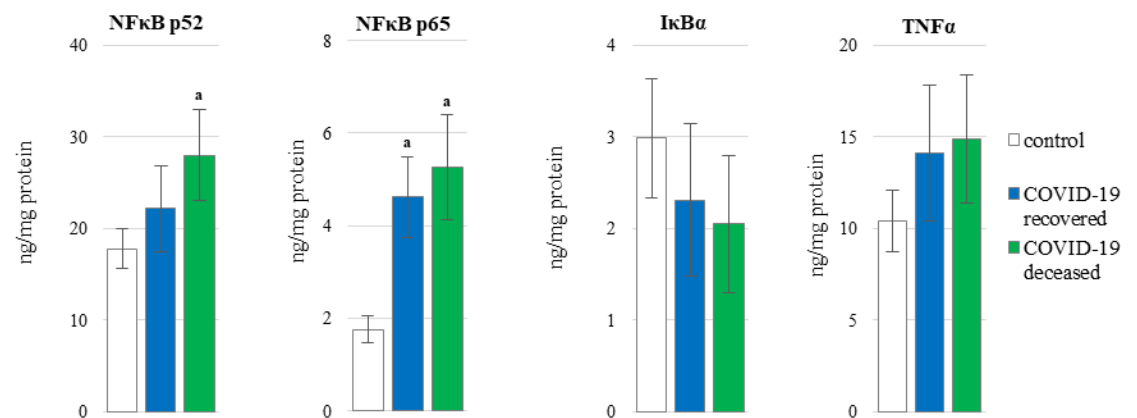 NFκB p52
NFκB p65
IκBα
TNFα
40
30
20
10
0
ng/mg protein
a
8
6
4
2
0
ng/mg protein
a
a
4
3
2
1
0
ng/mg protein
20
15
10
5
0
ng/mg protein
control
COVID-19
recovered
COVID-19
deceased